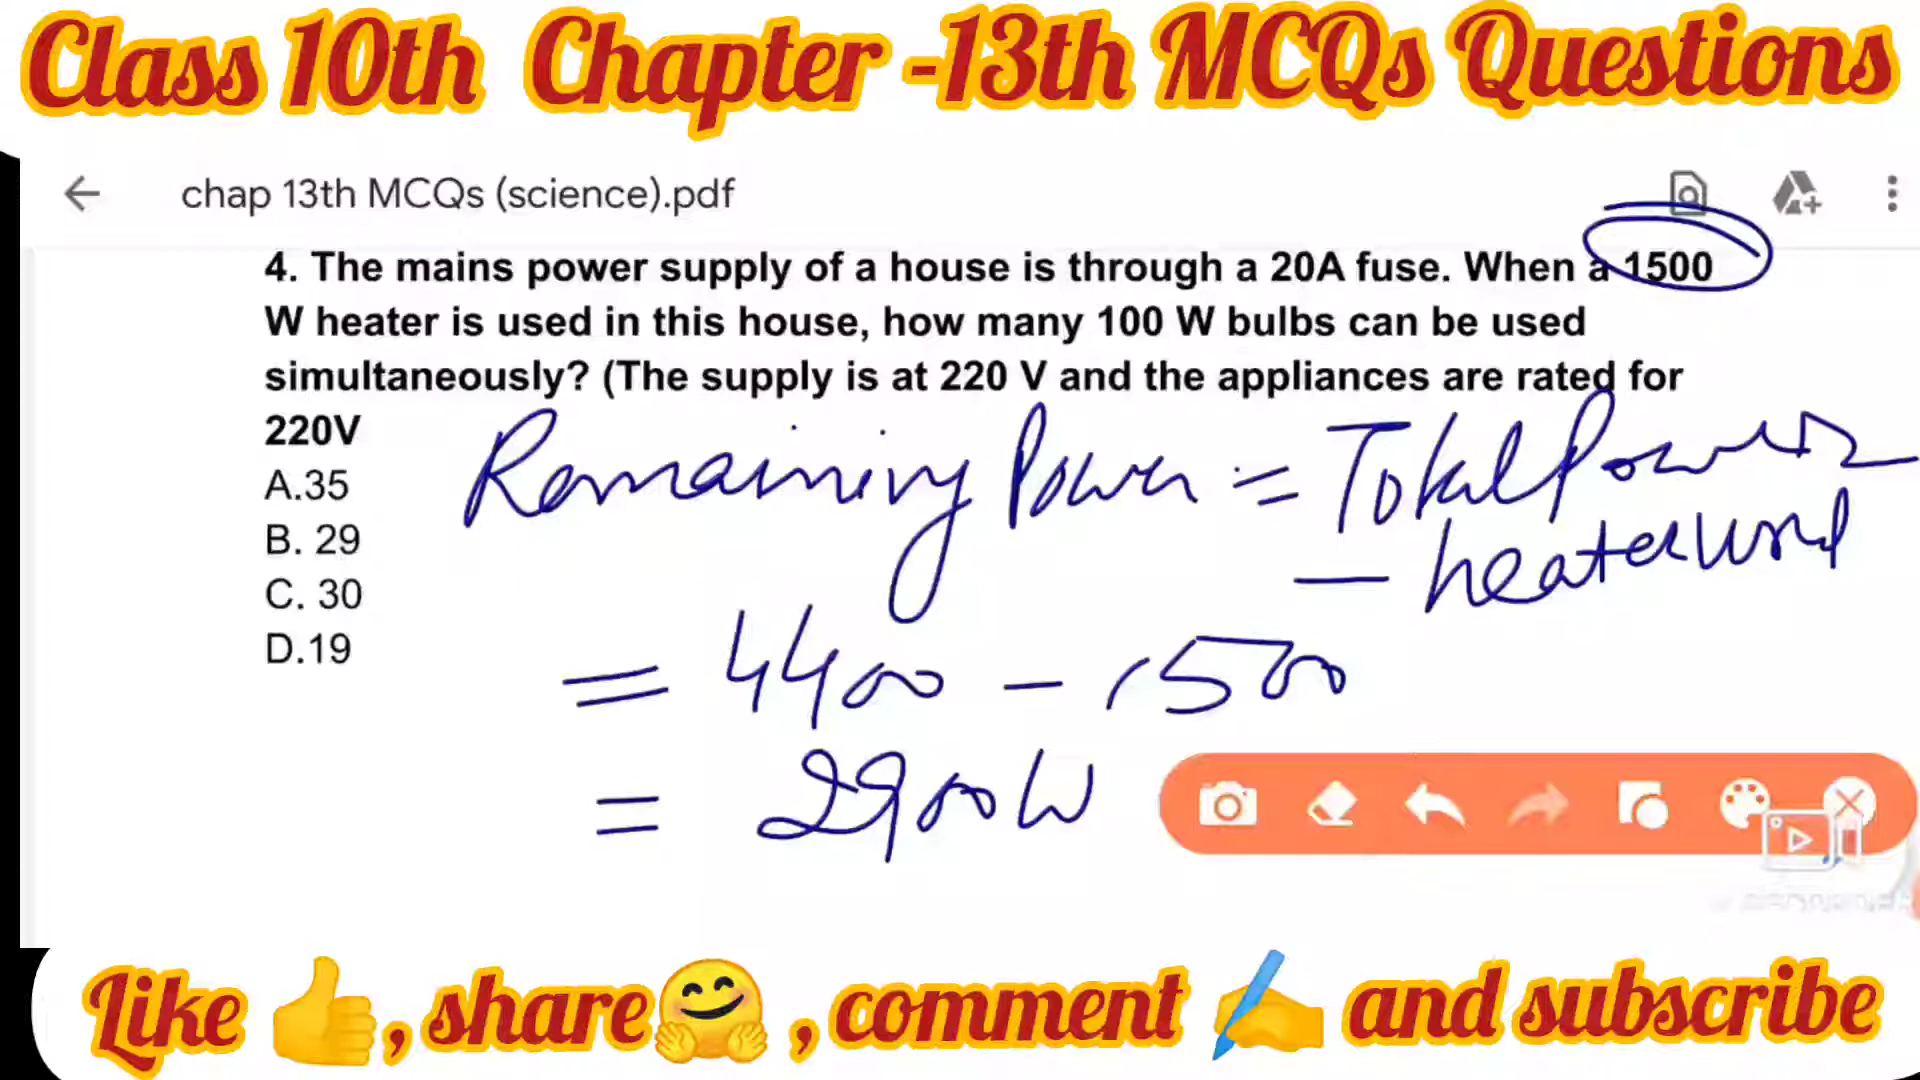 Class 10th Chapter -13th MCQs Questions
chap 13th MCQs (science).pdf
4. The mains power supply of a house is through a 20A fuse. When a 1500
W heater is used in this house, how many 100 W bulbs can be used
simultaneously? (The supply is at 220 V and the appliances are rated for
220V
A.35
B. 29
C. 30
D.19
Remaining Power = Total Power
— heater
= 4400 - 1500
= 2900W
Like 👍, share🤗, comment ✍ and subscribe